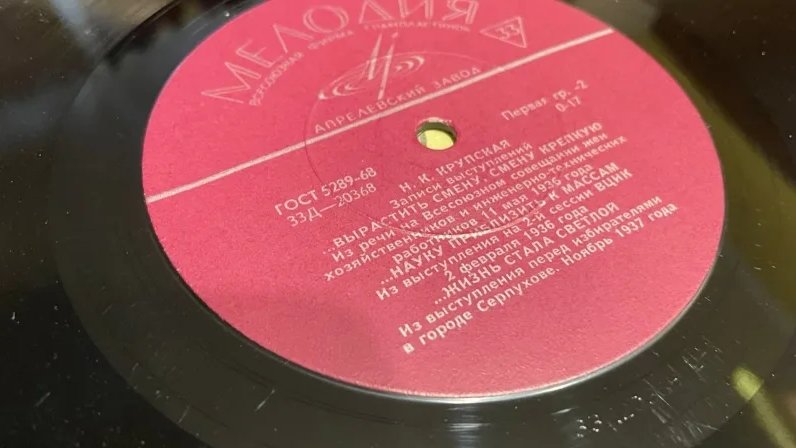 МЕЛОДИЯ
ВСЕСОЮЗНАЯ ФИРМА ГРАМПЛАСТИНОК
33
АПРЕЛЕВСКИЙ ЗАВОД
ГОСТ 5289–68
33Д—20368
Первая гр. -2
0-17
Н. К. КРУПСКАЯ
Записи выступлений
...ВЫРАСТИТЬ СМЕНУ, СМЕНУ КРЕПКУЮ
Из речи на Всесоюзном совещании жен
хозяйственников и инженерно-технических
работников 11 мая 1936 года
...НАУКУ ПРИБЛИЗИТЬ К МАССАМ
Из выступления на 2-й сессии ВЦИК
2 февраля 1936 года
...ЖИЗНЬ СТАЛА СВЕТЛОЙ
Из выступления перед избирателями
в городе Серпухове. Ноябрь 1937 года